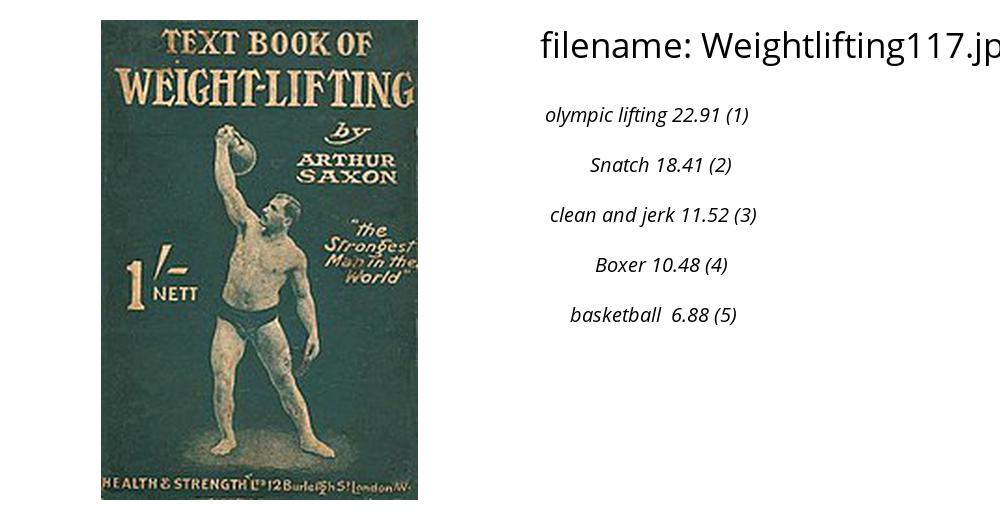 TEXT BOOK OF
WEIGHT-LIFTING
by
ARTHUR
SAXON
"the
Strongest
Man in the
World"
1/-
NETT
HEALTH & STRENGTH Ltd 12 Burleigh St London W.
filename: Weightlifting117.jp
olympic lifting 22.91 (1)
Snatch 18.41 (2)
clean and jerk 11.52 (3)
Boxer 10.48 (4)
basketball 6.88 (5)